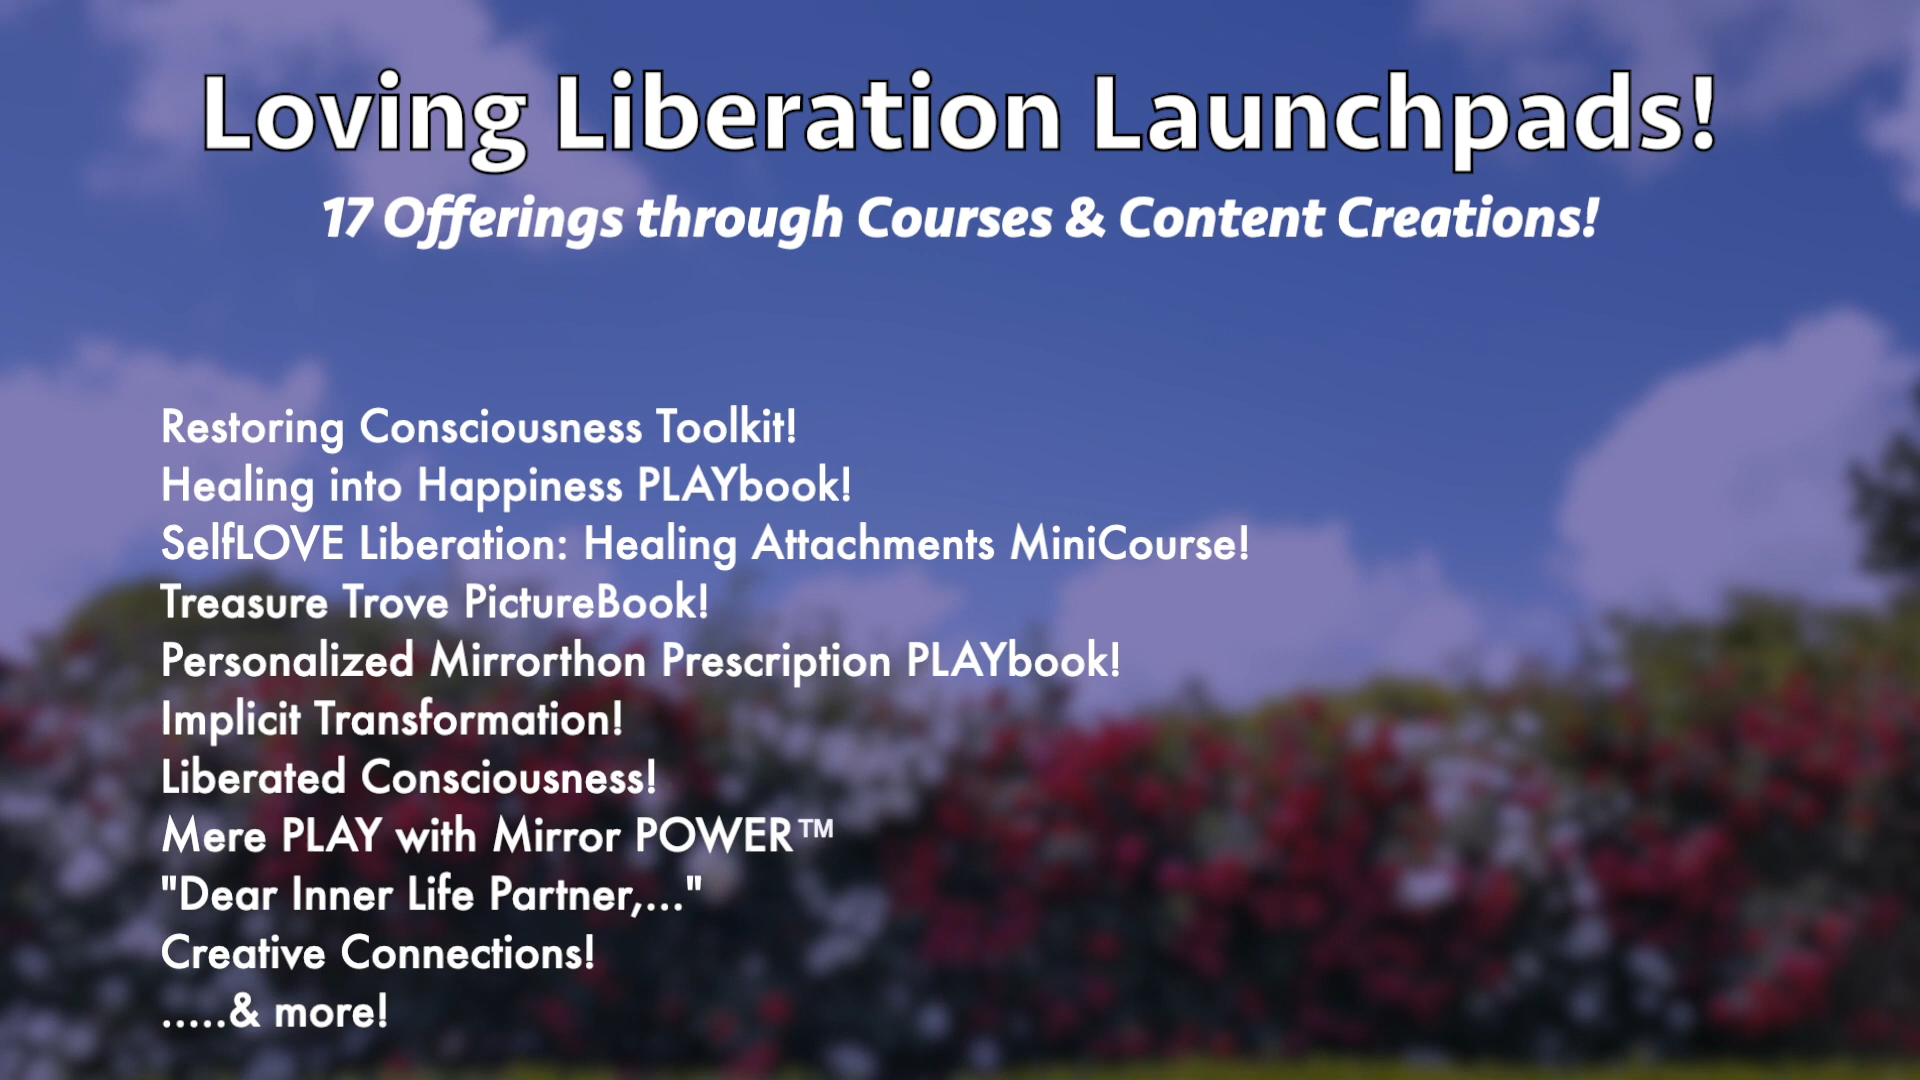 Loving Liberation Launchpads!
17 Offerings through Courses & Content Creations!
Restoring Consciousness Toolkit!
Healing into Happiness PLAYbook!
SelfLOVE Liberation: Healing Attachments MiniCourse!
Treasure Trove PictureBook!
Personalized Mirrorthon Prescription PLAYbook!
Implicit Transformation!
Liberated Consciousness!
Mere PLAY with Mirror POWER™
"Dear Inner Life Partner,..."
Creative Connections!
.....& more!